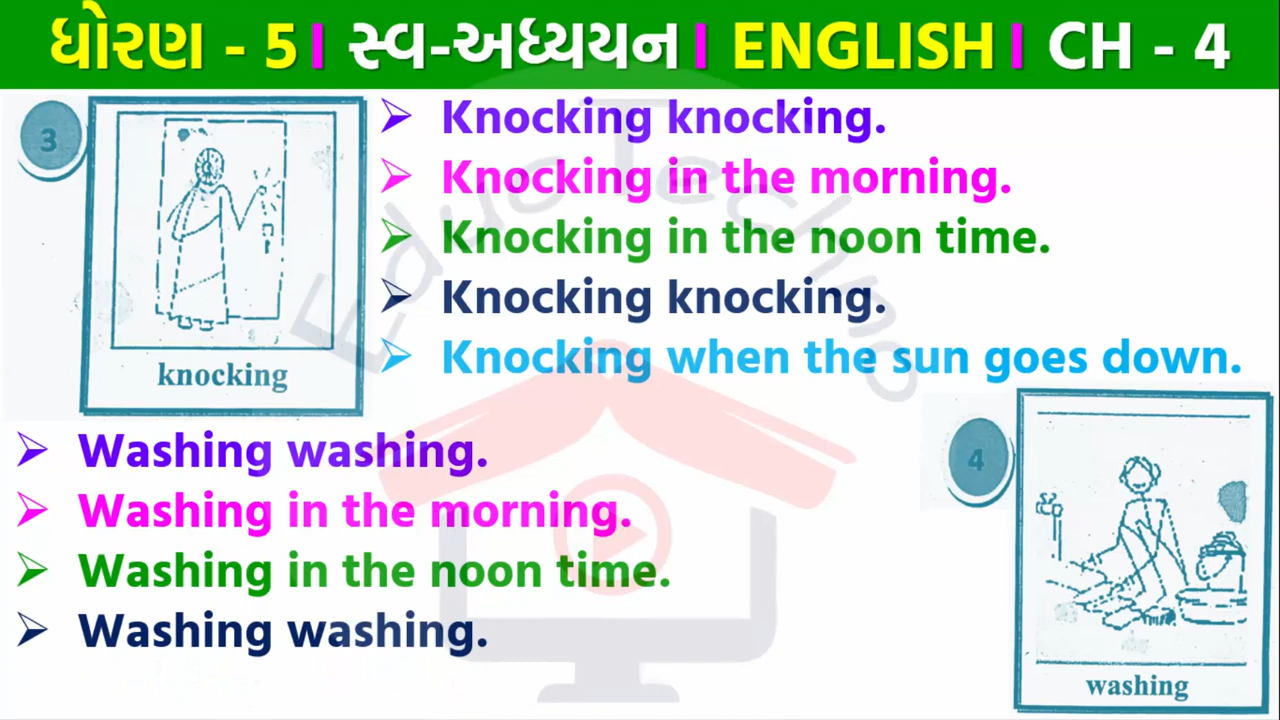 ધોરણ - 5 I સ્વ-અધ્યયન I ENGLISH I CH - 4
3
knocking
Knocking knocking.
Knocking in the morning.
Knocking in the noon time.
Knocking knocking.
Knocking when the sun goes down.
Washing washing.
Washing in the morning.
Washing in the noon time.
Washing washing.
4
washing
Eduo Techno